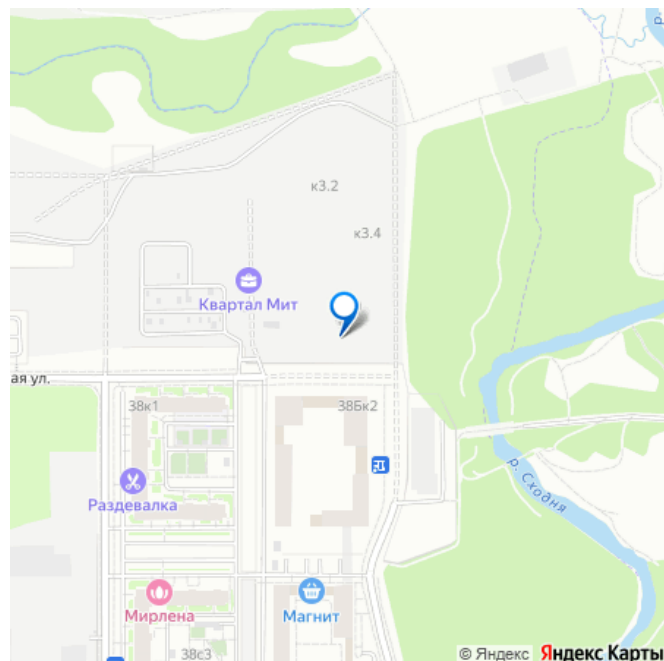 р.
к3.2
к3.4
Квартал Мит
ая ул.
38к1
38Бк2
Раздевалка
р. Сходня
Мирлена
Магнит
38с3
© Яндекс Яндекс Карты